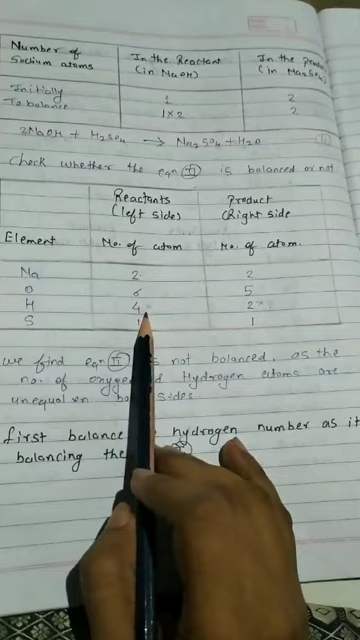 Number of Sodium atoms | In the Reactant (in NaOH) | In the product (in Na2SO4)
Initially | 1 | 2
To balance | 1×2 | 2
2NaOH + H2SO4 → Na2SO4 + H2O
Check whether the eqn II is balanced or not
Reactants (left side) | Product (Right side
Element | No. of atom | No. of atom.
Na | 2 | 2
O | 6 | 5
H | 4 | 2
S | 1 | 1
we find eqn II is not balanced, as the
no. of oxygen Hydrogen atoms are
unequal on sides.
first balance hydrogen number as it
balancing the